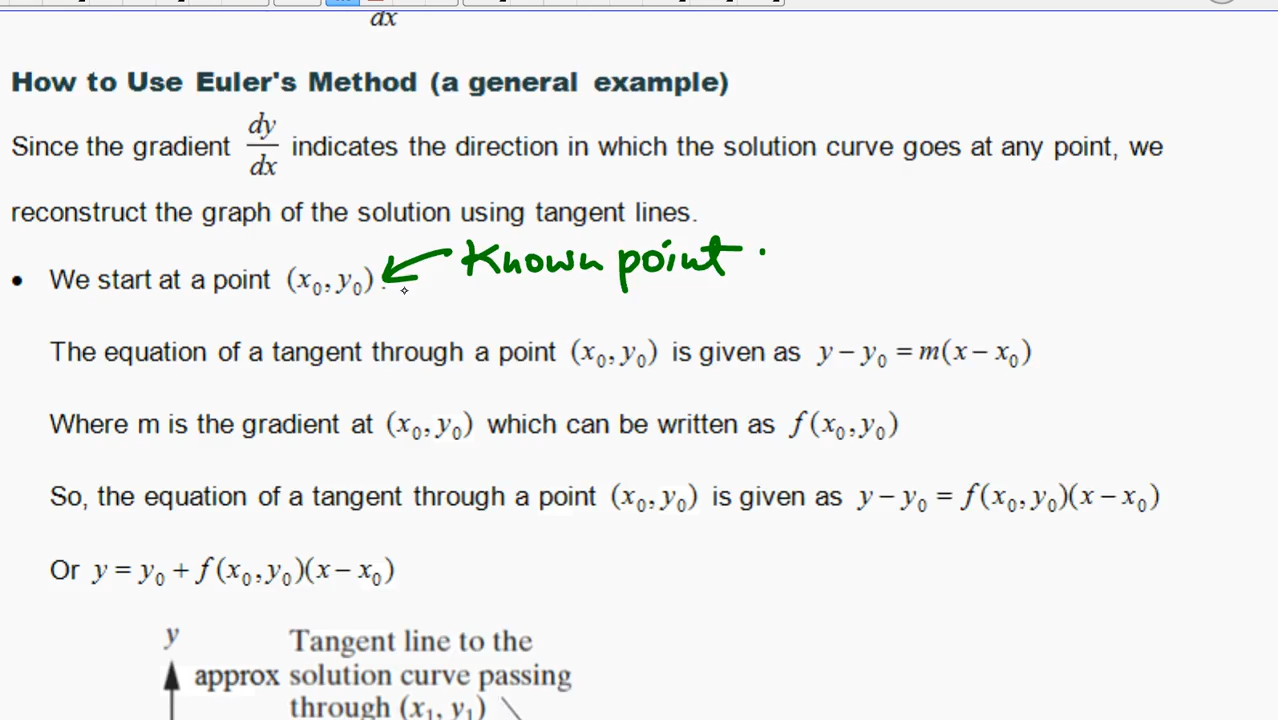 dx
How to Use Euler's Method (a general example)
Since the gradient dy/dx indicates the direction in which the solution curve goes at any point, we
reconstruct the graph of the solution using tangent lines.
Known point.
• We start at a point (x₀, y₀).
The equation of a tangent through a point (x₀, y₀) is given as y − y₀ = m(x − x₀)
Where m is the gradient at (x₀, y₀) which can be written as f(x₀, y₀)
So, the equation of a tangent through a point (x₀, y₀) is given as y − y₀ = f(x₀, y₀)(x − x₀)
Or y = y₀ + f(x₀, y₀)(x − x₀)
y
Tangent line to the
approx solution curve passing
through (x₁, y₁)